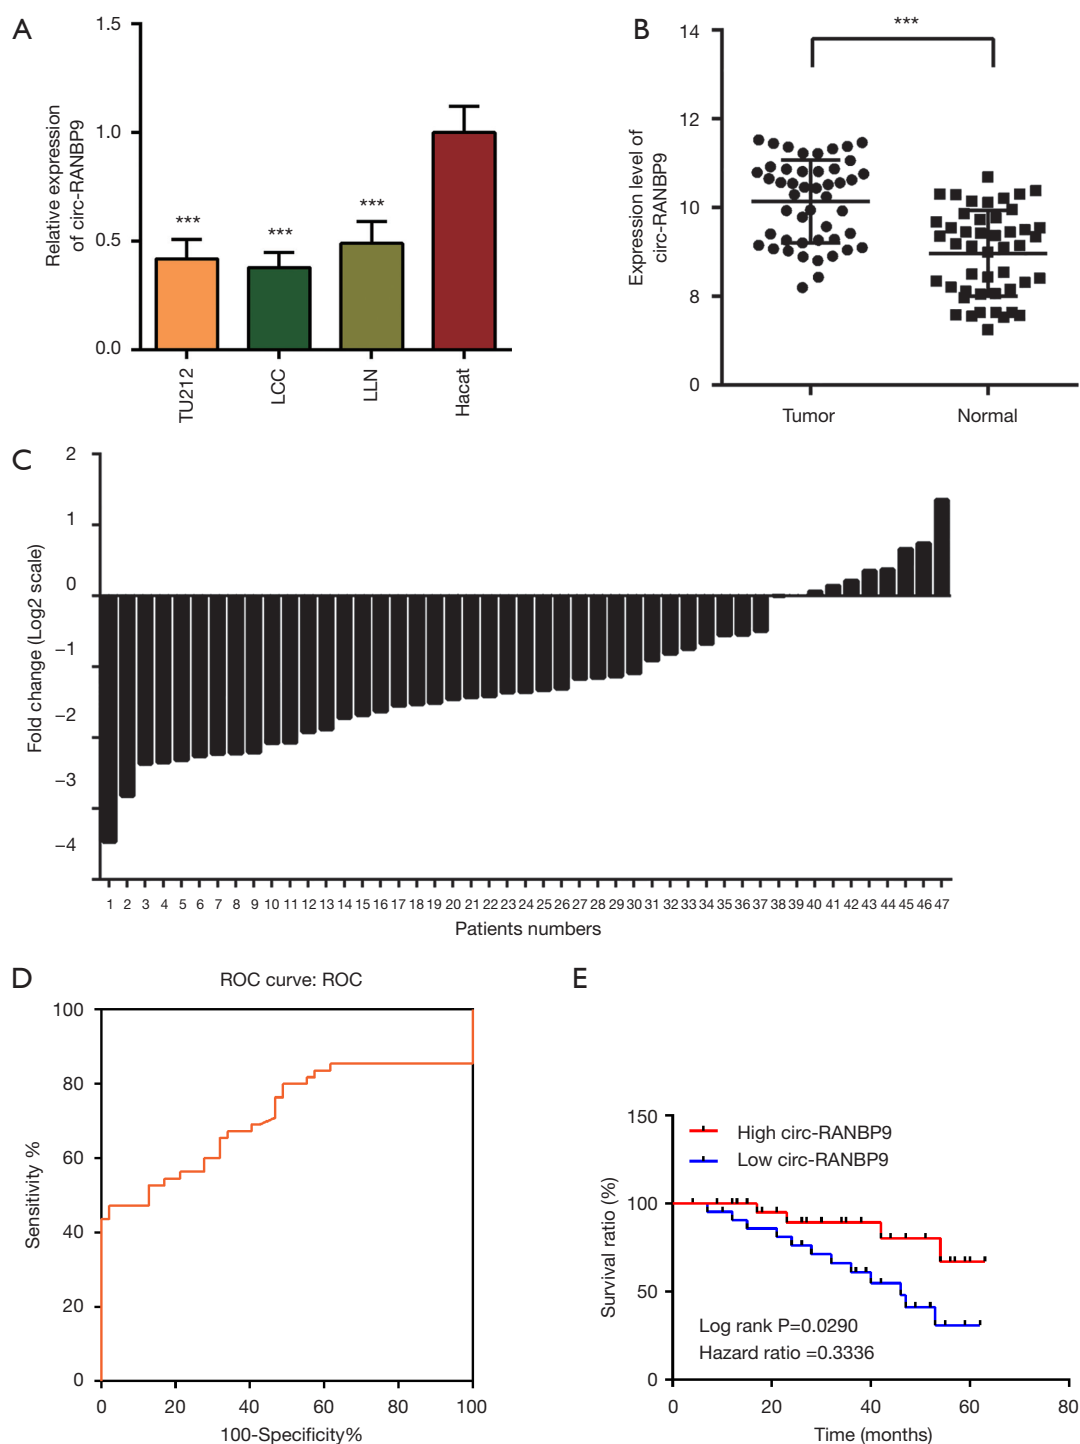 A
1.5
1.0
0.5
0.0
Relative expression
of circ-RANBP9
***
***
***
TU212
LCC
LLN
Hacat
B
14
12
10
8
0
Expression level of
circ-RANBP9
***
Tumor
Normal
C
2
1
0
−1
−2
−3
−4
Fold change (Log2 scale)
1 2 3 4 5 6 7 8 9 10 11 12 13 14 15 16 17 18 19 20 21 22 23 24 25 26 27 28 29 30 31 32 33 34 35 36 37 38 39 40 41 42 43 44 45 46 47
Patients numbers
D
ROC curve: ROC
100
80
60
40
20
0
Sensitivity %
0 20 40 60 80 100
100-Specificity%
E
150
100
50
0
Survival ratio (%)
High circ-RANBP9
Low circ-RANBP9
Log rank P=0.0290
Hazard ratio =0.3336
0 20 40 60 80
Time (months)